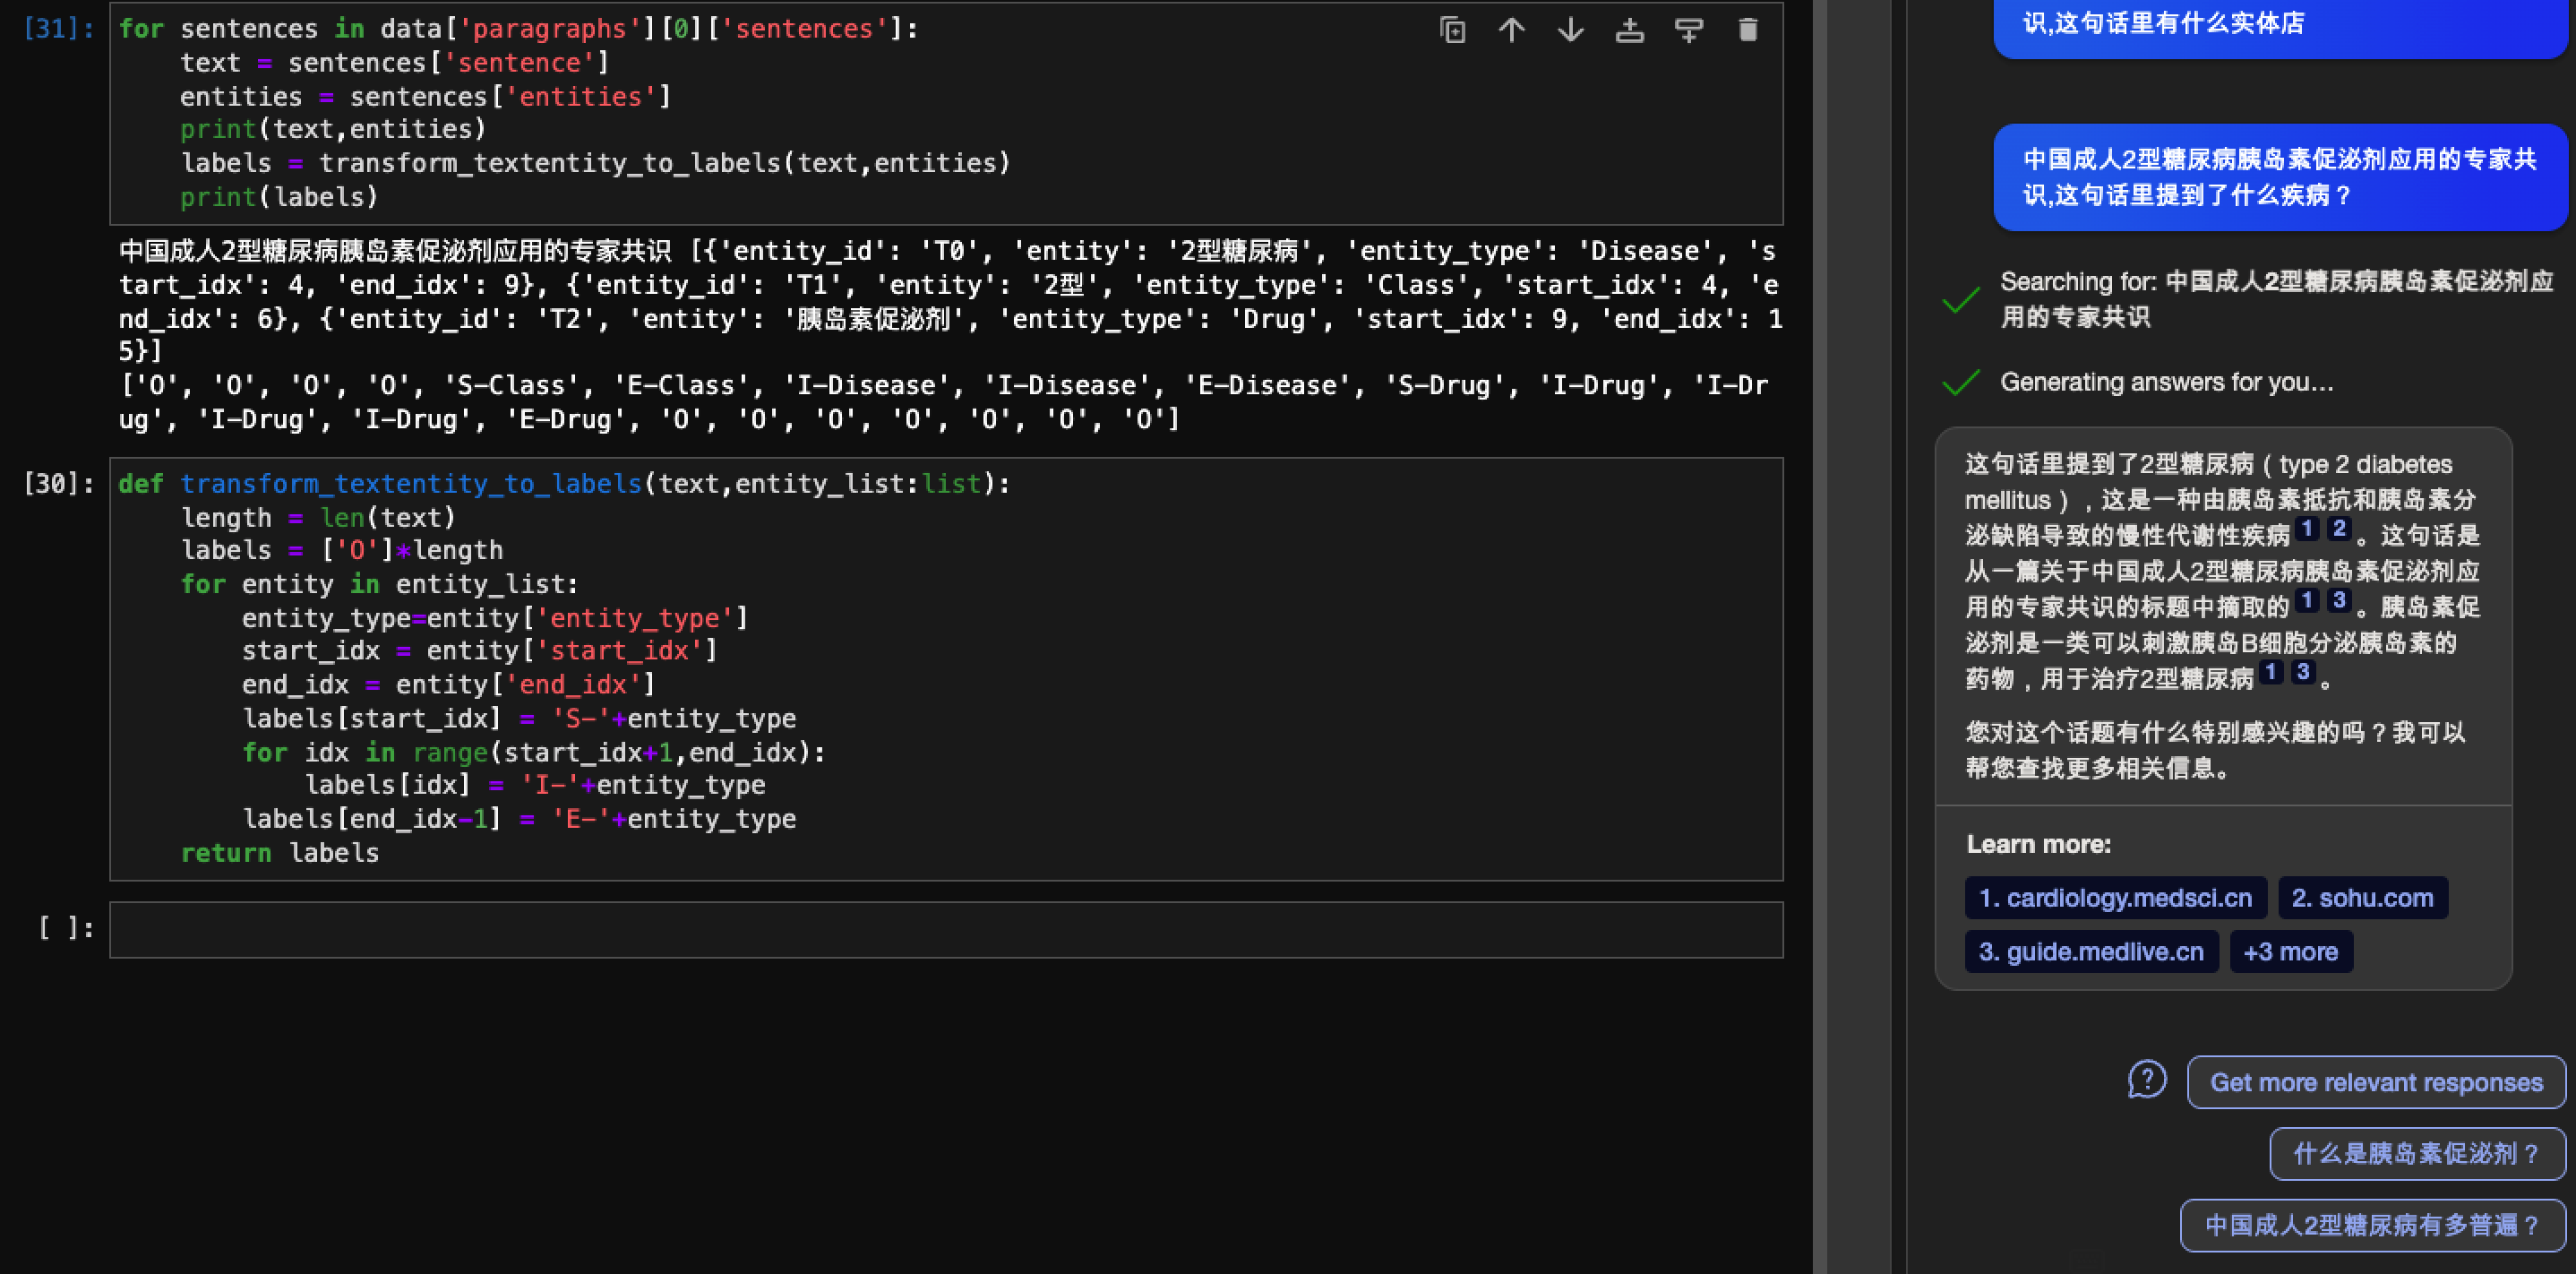 [31]:
for sentences in data['paragraphs'][0]['sentences']:
    text = sentences['sentence']
    entities = sentences['entities']
    print(text,entities)
    labels = transform_textentity_to_labels(text,entities)
    print(labels)
中国成人2型糖尿病胰岛素促泌剂应用的专家共识 [{'entity_id': 'T0', 'entity': '2型糖尿病', 'entity_type': 'Disease', 's
tart_idx': 4, 'end_idx': 9}, {'entity_id': 'T1', 'entity': '2型', 'entity_type': 'Class', 'start_idx': 4, 'e
nd_idx': 6}, {'entity_id': 'T2', 'entity': '胰岛素促泌剂', 'entity_type': 'Drug', 'start_idx': 9, 'end_idx': 1
5}]
['O', 'O', 'O', 'O', 'S-Class', 'E-Class', 'I-Disease', 'I-Disease', 'E-Disease', 'S-Drug', 'I-Drug', 'I-Dr
ug', 'I-Drug', 'I-Drug', 'E-Drug', 'O', 'O', 'O', 'O', 'O', 'O', 'O']
[30]:
def transform_textentity_to_labels(text,entity_list:list):
    length = len(text)
    labels = ['O']*length
    for entity in entity_list:
        entity_type=entity['entity_type']
        start_idx = entity['start_idx']
        end_idx = entity['end_idx']
        labels[start_idx] = 'S-'+entity_type
        for idx in range(start_idx+1,end_idx):
            labels[idx] = 'I-'+entity_type
        labels[end_idx-1] = 'E-'+entity_type
    return labels
[ ]:
识,这句话里有什么实体店
中国成人2型糖尿病胰岛素促泌剂应用的专家共
识,这句话里提到了什么疾病？
Searching for: 中国成人2型糖尿病胰岛素促泌剂应
用的专家共识
Generating answers for you…
这句话里提到了2型糖尿病（type 2 diabetes
mellitus），这是一种由胰岛素抵抗和胰岛素分
泌缺陷导致的慢性代谢性疾病 1 2 。这句话是
从一篇关于中国成人2型糖尿病胰岛素促泌剂应
用的专家共识的标题中摘取的 1 3 。胰岛素促
泌剂是一类可以刺激胰岛B细胞分泌胰岛素的
药物，用于治疗2型糖尿病 1 3 。
您对这个话题有什么特别感兴趣的吗？我可以
帮您查找更多相关信息。
Learn more:
1. cardiology.medsci.cn 2. sohu.com
3. guide.medlive.cn +3 more
Get more relevant responses
什么是胰岛素促泌剂？
中国成人2型糖尿病有多普遍？